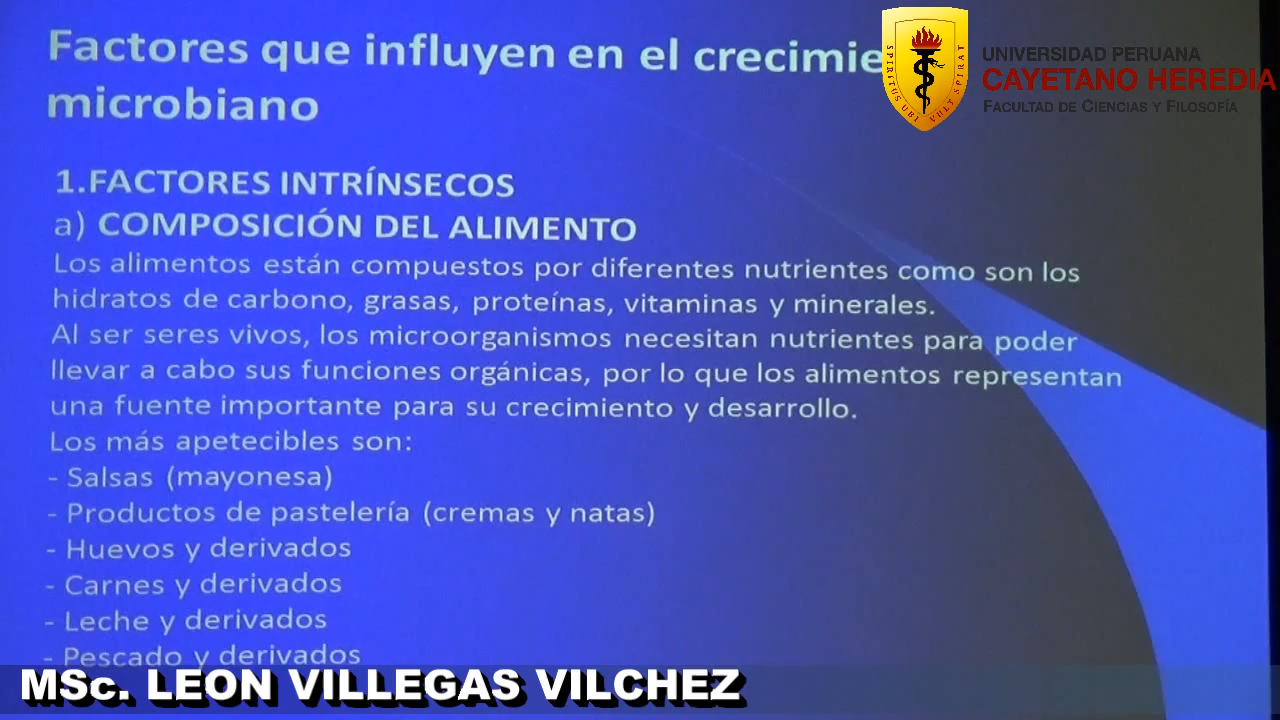 Factores que influyen en el crecimie
microbiano
SPIRITUS UBI VULT SPIRAT
UNIVERSIDAD PERUANA
CAYETANO HEREDIA
FACULTAD DE CIENCIAS Y FILOSOFÍA
1.FACTORES INTRÍNSECOS
a) COMPOSICIÓN DEL ALIMENTO
Los alimentos están compuestos por diferentes nutrientes como son los
hidratos de carbono, grasas, proteínas, vitaminas y minerales.
Al ser seres vivos, los microorganismos necesitan nutrientes para poder
llevar a cabo sus funciones orgánicas, por lo que los alimentos representan
una fuente importante para su crecimiento y desarrollo.
Los más apetecibles son:
- Salsas (mayonesa)
- Productos de pastelería (cremas y natas)
- Huevos y derivados
- Carnes y derivados
- Leche y derivados
- Pescado y derivados
MSc. LEON VILLEGAS VILCHEZ